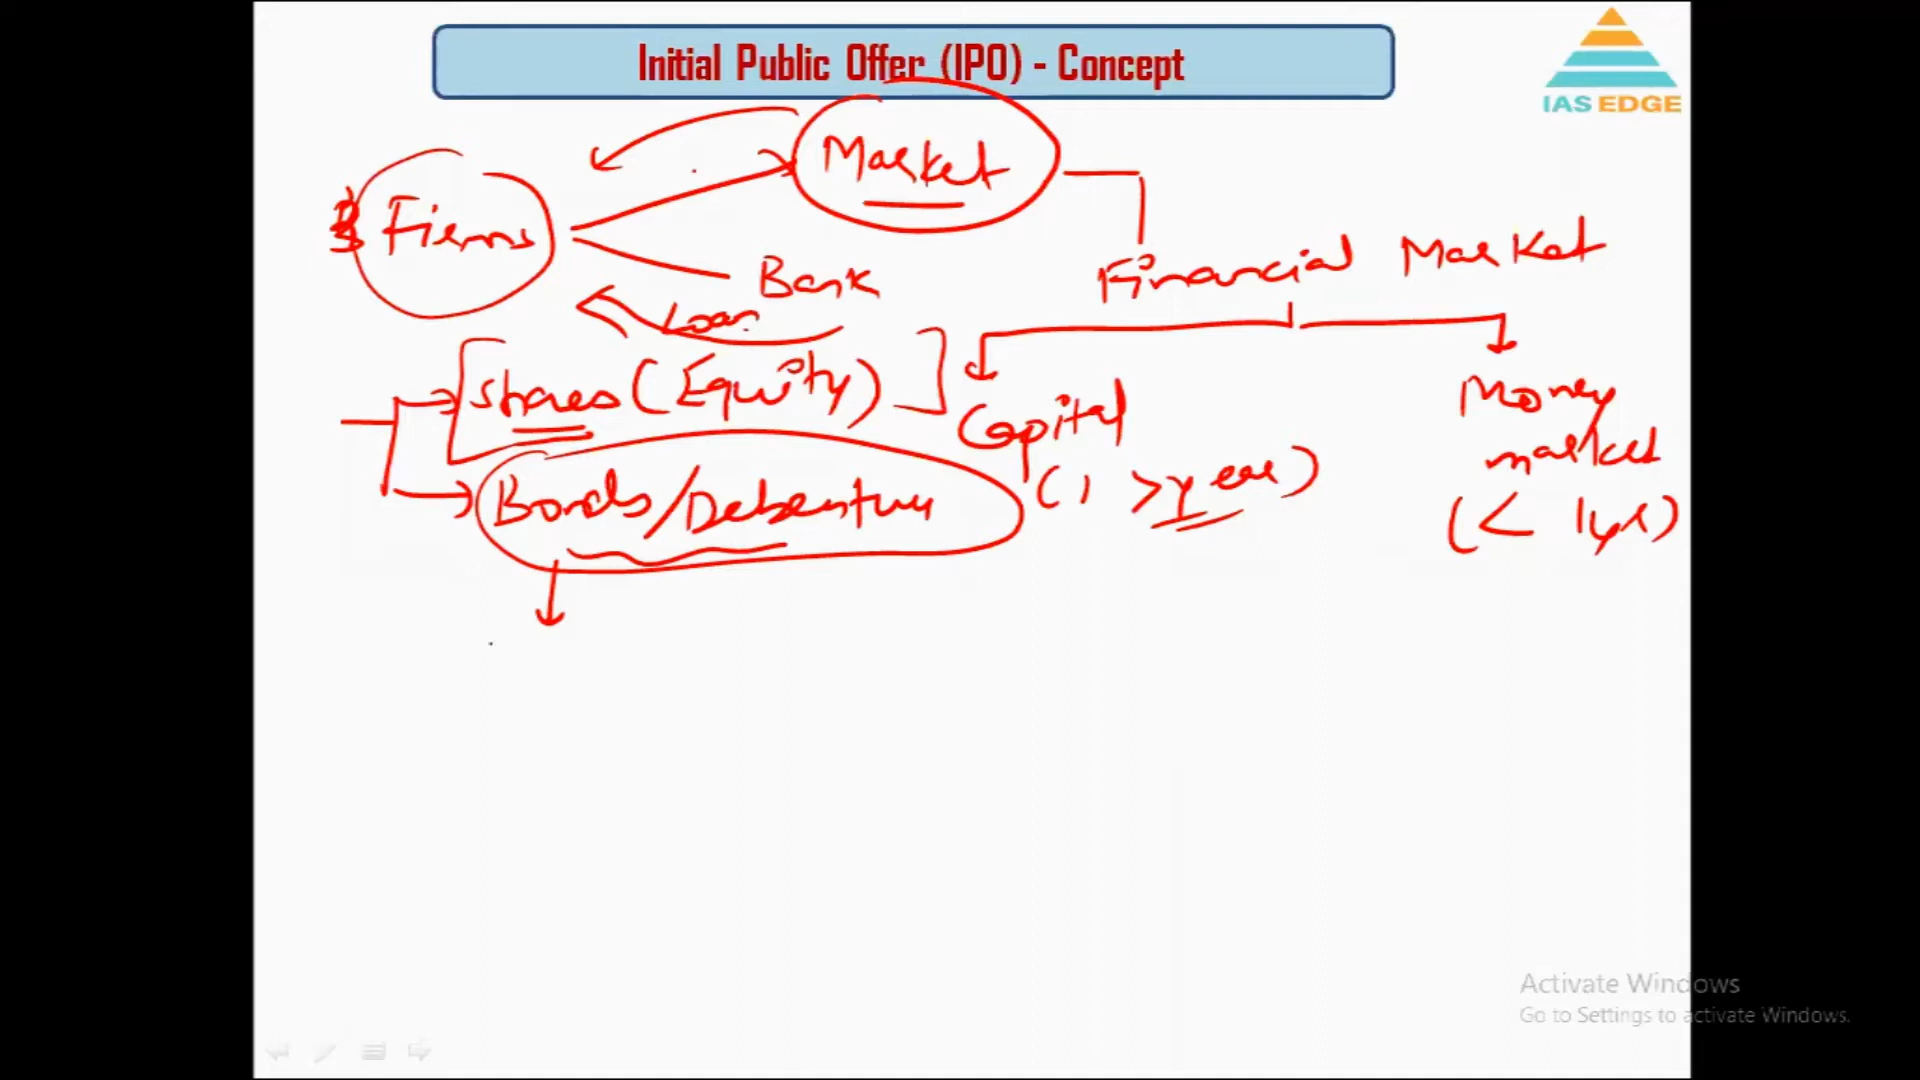 Initial Public Offer (IPO) - Concept
IAS EDGE
Market
Firms
Bank
Loan
Financial Market
Shares (Equity)
Capital
(1 > year)
Money
market
(< 1yr)
Bonds/Debenture
Activate Windows
Go to Settings to activate Windows.